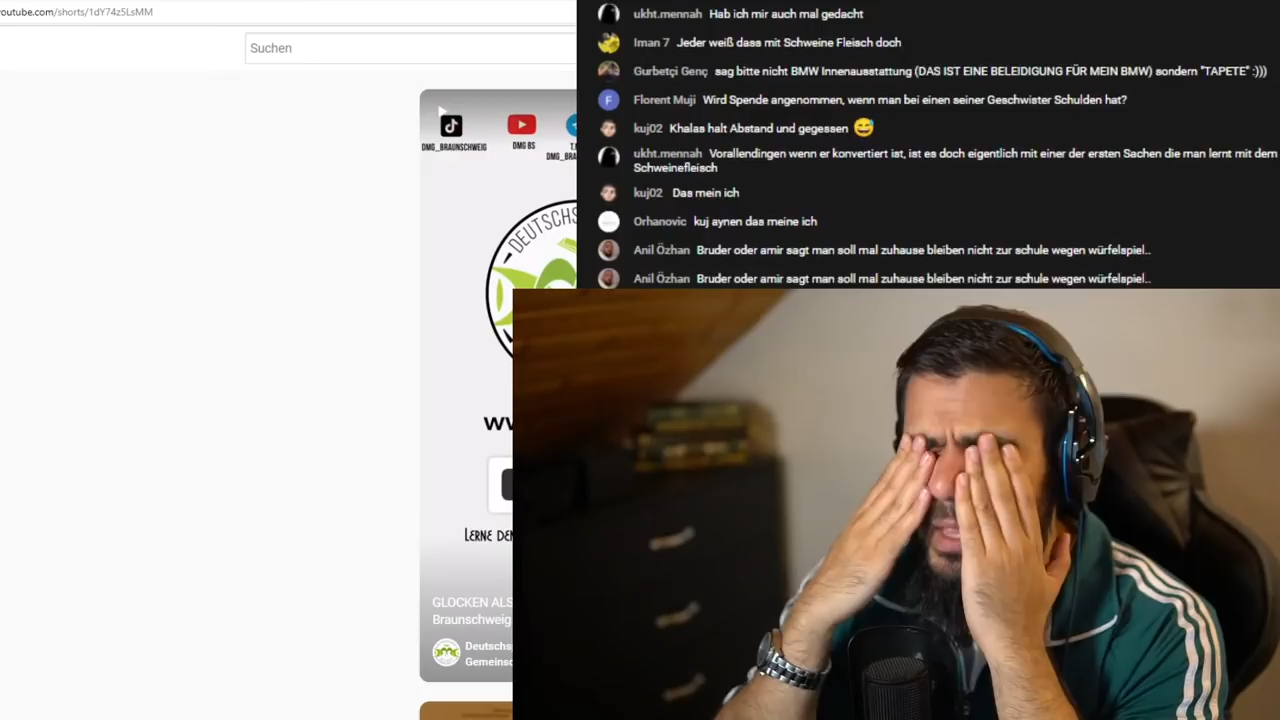 youtube.com/shorts/1dY74z5LsMM
Suchen
DMG_BRAUNSCHWEIG
DMG BS
DEUTSCHS
GLOCKEN ALS
Braunschweig
Deutschsp
Gemeinsc
ukht.mennah Hab ich mir auch mal gedacht
Iman 7 Jeder weiß dass mit Schweine Fleisch doch
Gurbetçi Genç sag bitte nicht BMW Innenausstattung (DAS IST EINE BELEIDIGUNG FÜR MEIN BMW) sondern "TAPETE" :)))
F Florent Muji Wird Spende angenommen, wenn man bei einen seiner Geschwister Schulden hat?
kuj02 Khalas halt Abstand und gegessen 😅
ukht.mennah Vorallendingen wenn er konvertiert ist, ist es doch eigentlich mit einer der ersten Sachen die man lernt mit dem
Schweinefleisch
kuj02 Das mein ich
Orhanovic kuj aynen das meine ich
Anil Özhan Bruder oder amir sagt man soll mal zuhause bleiben nicht zur schule wegen würfelspiel..
Anil Özhan Bruder oder amir sagt man soll mal zuhause bleiben nicht zur schule wegen würfelspiel..